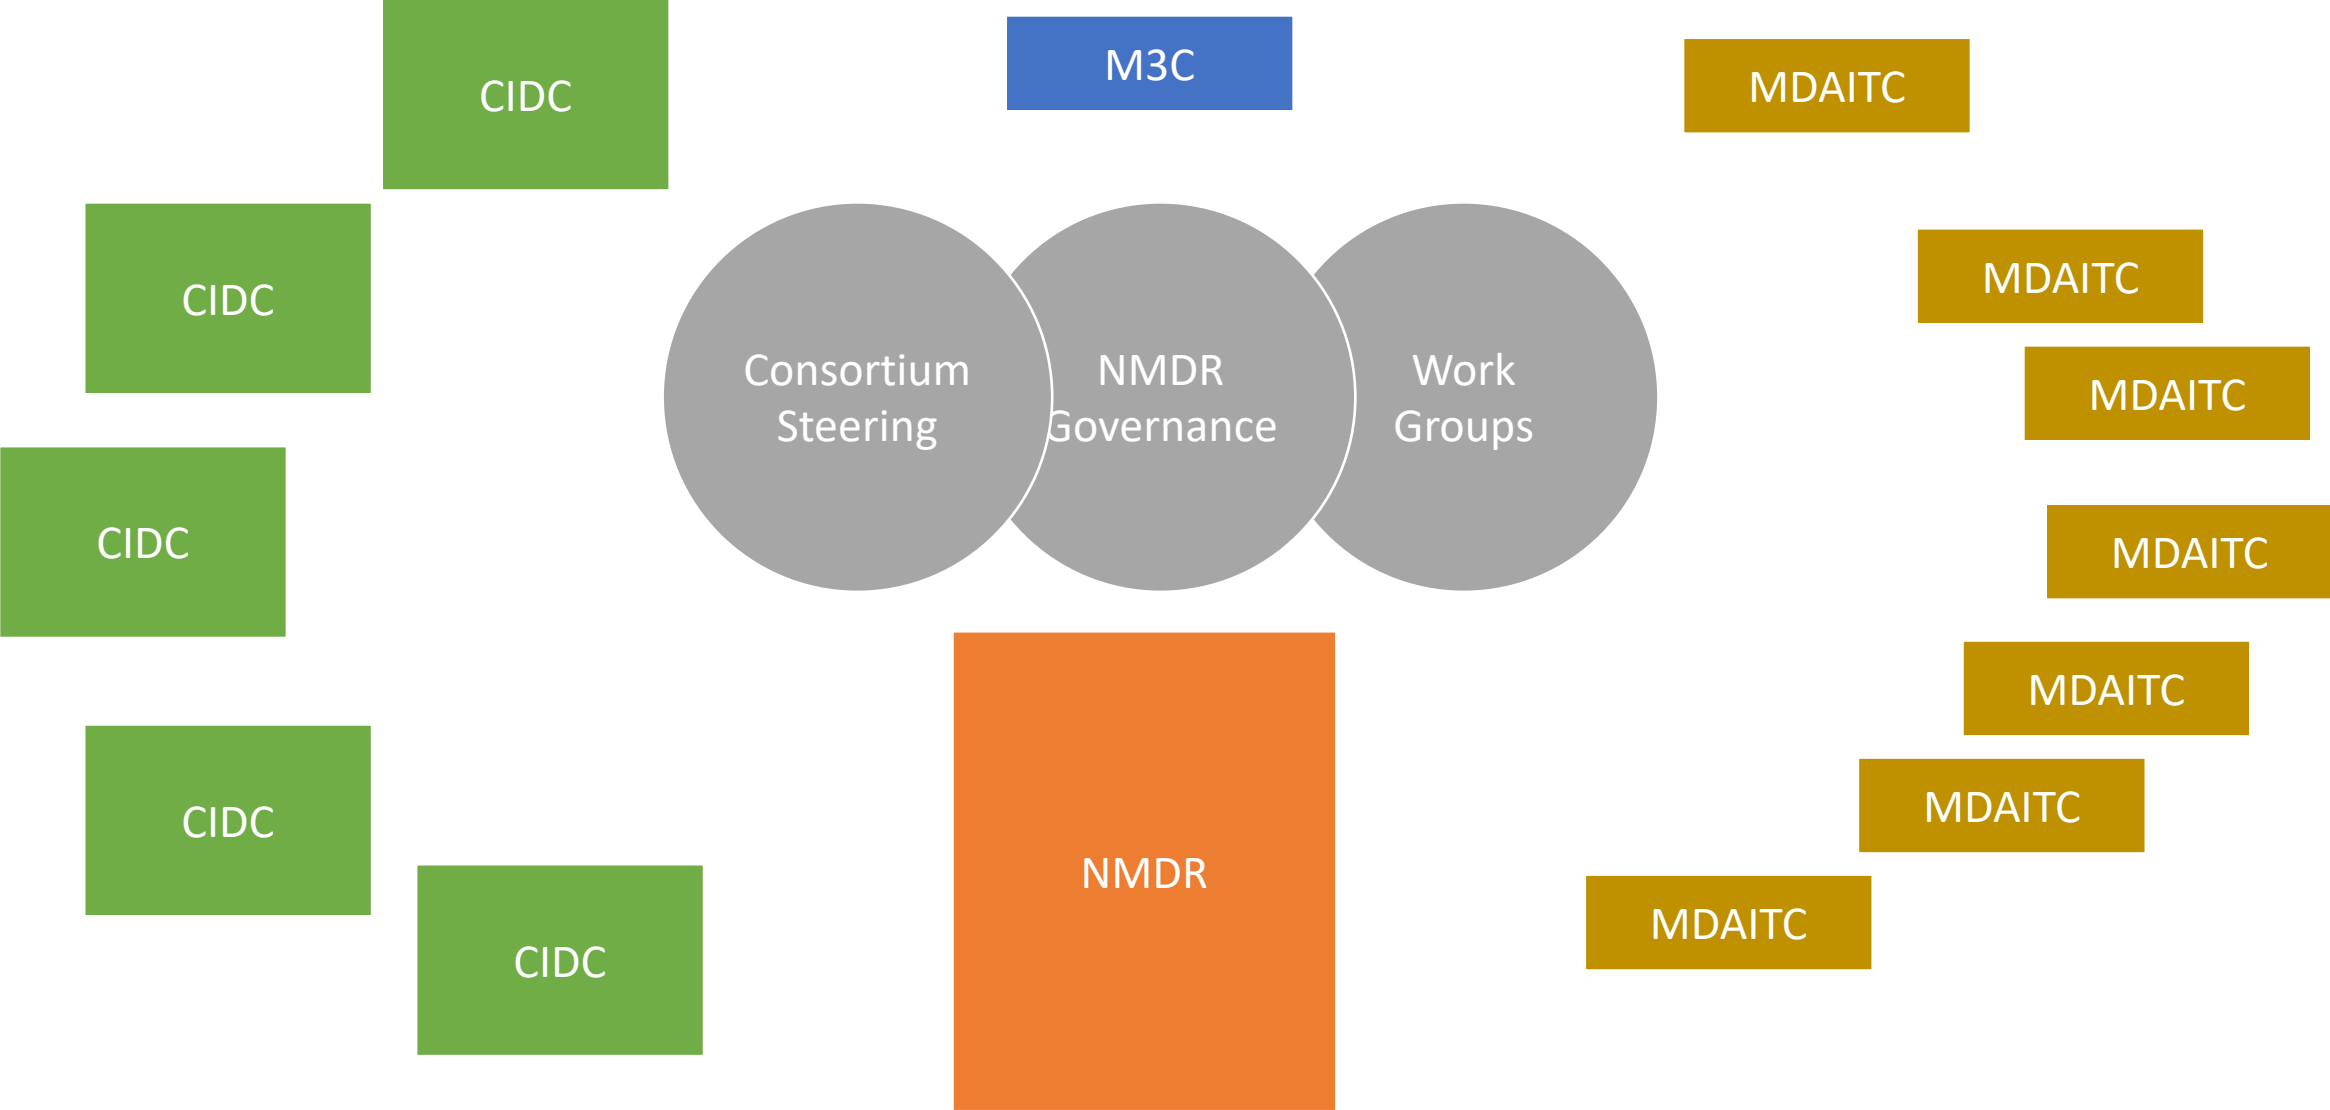 CIDC
M3C
MDAITC
CIDC
MDAITC
Consortium
Steering
NMDR
Governance
Work
Groups
MDAITC
CIDC
MDAITC
MDAITC
CIDC
MDAITC
NMDR
MDAITC
CIDC